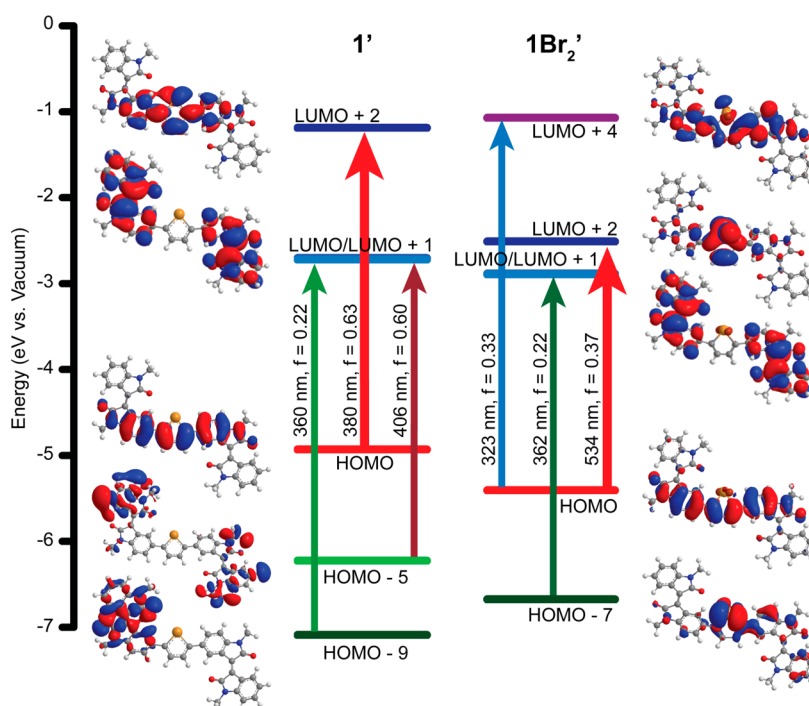 1'
1Br₂'
Energy (eV vs. Vacuum)
0
-1
-2
-3
-4
-5
-6
-7
LUMO + 2
LUMO/LUMO + 1
360 nm, f = 0.22
380 nm, f = 0.63
406 nm, f = 0.60
HOMO
HOMO - 5
HOMO - 9
LUMO + 4
LUMO + 2
LUMO/LUMO + 1
323 nm, f = 0.33
362 nm, f = 0.22
534 nm, f = 0.37
HOMO
HOMO - 7